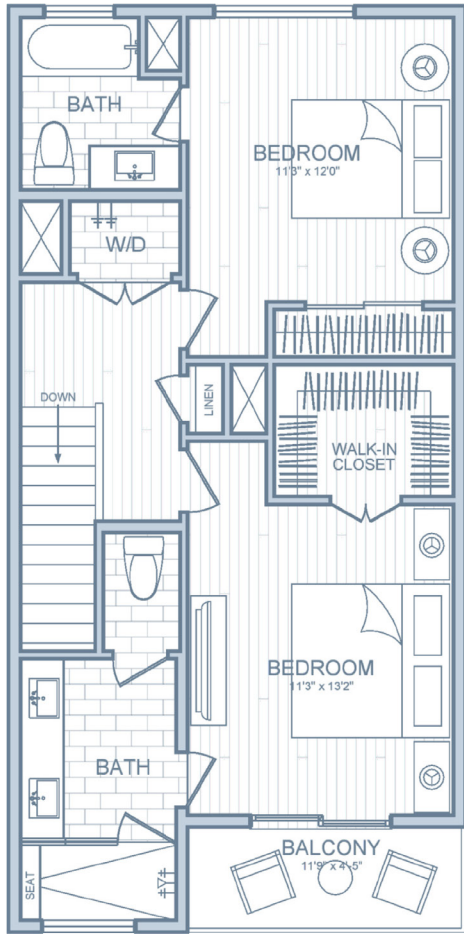 BATH
BEDROOM
11'3" x 12'0"
W/D
DOWN
LINEN
WALK-IN
CLOSET
BEDROOM
11'3" x 13'2"
BATH
SEAT
BALCONY
11'9" x 4'-5"